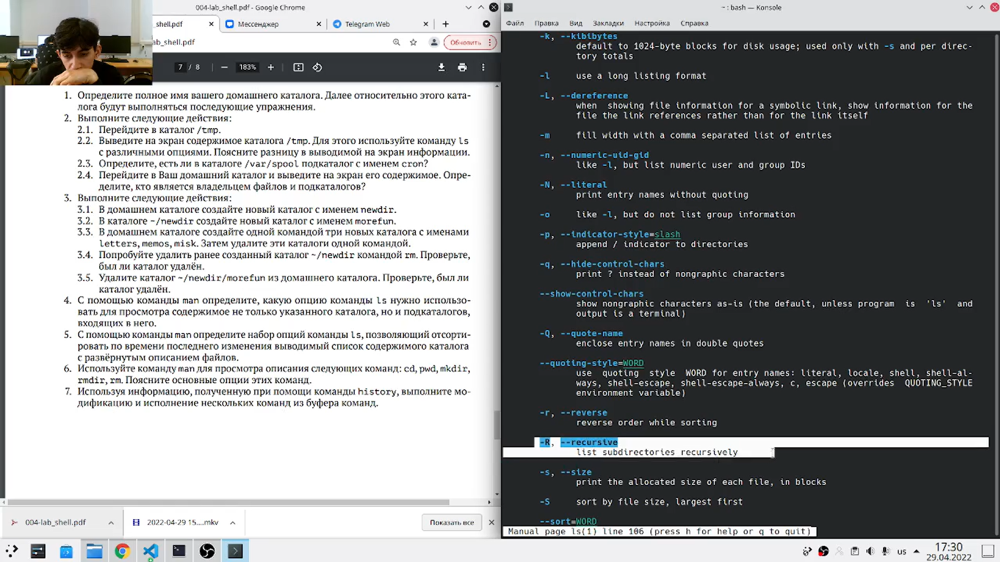 004-lab_shell.pdf - Google Chrome
_shell.pdf
Мессенджер
Telegram Web
ab_shell.pdf
Обновить
7 / 8
183%
1. Определите полное имя вашего домашнего каталога. Далее относительно этого ката-
лога будут выполняться последующие упражнения.
2. Выполните следующие действия:
2.1. Перейдите в каталог /tmp.
2.2. Выведите на экран содержимое каталога /tmp. Для этого используйте команду ls
с различными опциями. Поясните разницу в выводимой на экран информации.
2.3. Определите, есть ли в каталоге /var/spool подкаталог с именем cron?
2.4. Перейдите в Ваш домашний каталог и выведите на экран его содержимое. Опре-
делите, кто является владельцем файлов и подкаталогов?
3. Выполните следующие действия:
3.1. В домашнем каталоге создайте новый каталог с именем newdir.
3.2. В каталоге ~/newdir создайте новый каталог с именем morefun.
3.3. В домашнем каталоге создайте одной командой три новых каталога с именами
letters, memos, misk. Затем удалите эти каталоги одной командой.
3.4. Попробуйте удалить ранее созданный каталог ~/newdir командой rm. Проверьте,
был ли каталог удалён.
3.5. Удалите каталог ~/newdir/morefun из домашнего каталога. Проверьте, был ли
каталог удалён.
4. С помощью команды man определите, какую опцию команды ls нужно использо-
вать для просмотра содержимое не только указанного каталога, но и подкаталогов,
входящих в него.
5. С помощью команды man определите набор опций команды ls, позволяющий отсорти-
ровать по времени последнего изменения выводимый список содержимого каталога
с развёрнутым описанием файлов.
6. Используйте команду man для просмотра описания следующих команд: cd, pwd, mkdir,
rmdir, rm. Поясните основные опции этих команд.
7. Используя информацию, полученную при помощи команды history, выполните мо-
дификацию и исполнение нескольких команд из буфера команд.
004-lab_shell.pdf
2022-04-29 15....mkv
Показать все
~ : bash — Konsole
Файл Правка Вид Закладки Настройка Справка
-k, --kibibytes
default to 1024-byte blocks for disk usage; used only with -s and per direc-
tory totals
-l use a long listing format
-L, --dereference
when showing file information for a symbolic link, show information for the
file the link references rather than for the link itself
-m fill width with a comma separated list of entries
-n, --numeric-uid-gid
like -l, but list numeric user and group IDs
-N, --literal
print entry names without quoting
-o like -l, but do not list group information
-p, --indicator-style=slash
append / indicator to directories
-q, --hide-control-chars
print ? instead of nongraphic characters
--show-control-chars
show nongraphic characters as-is (the default, unless program is 'ls' and
output is a terminal)
-Q, --quote-name
enclose entry names in double quotes
--quoting-style=WORD
use quoting style WORD for entry names: literal, locale, shell, shell-al-
ways, shell-escape, shell-escape-always, c, escape (overrides QUOTING_STYLE
environment variable)
-r, --reverse
reverse order while sorting
-R, --recursive
list subdirectories recursively
-s, --size
print the allocated size of each file, in blocks
-S sort by file size, largest first
--sort=WORD
Manual page ls(1) line 106 (press h for help or q to quit)
us
17:30
29.04.2022